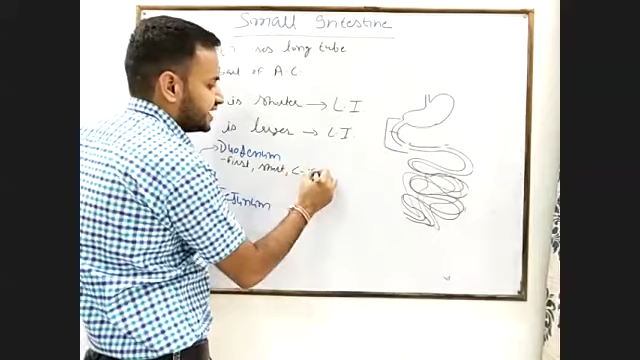 Small Intestine
long tube
of A C.
is shorter → L.I
is lesser → L.I.
→ Duodenum
- first, short, C-
Jejunum